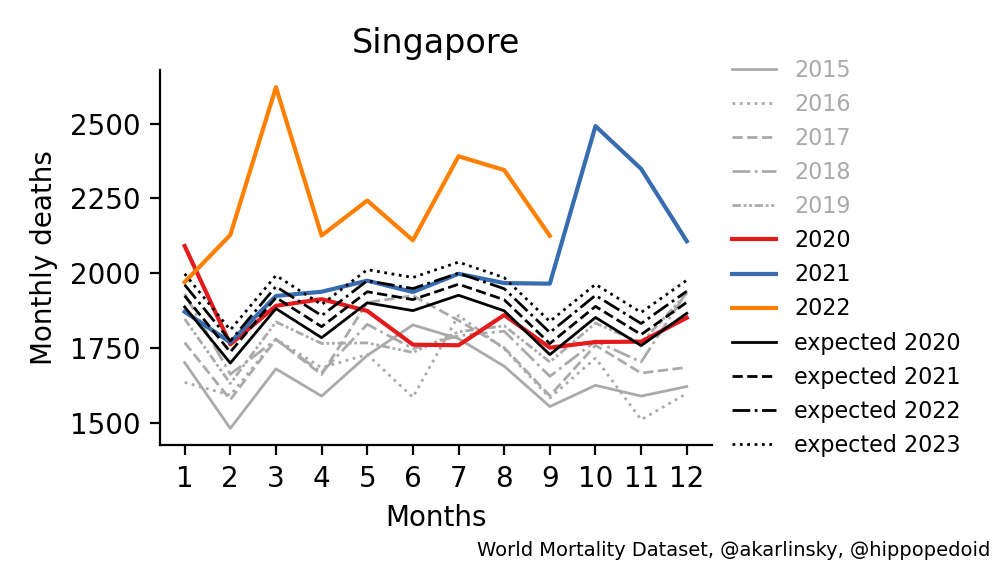 Singapore
Monthly deaths
2500
2250
2000
1750
1500
1 2 3 4 5 6 7 8 9 10 11 12
Months
2015
2016
2017
2018
2019
2020
2021
2022
expected 2020
expected 2021
expected 2022
expected 2023
World Mortality Dataset, @akarlinsky, @hippopedoid